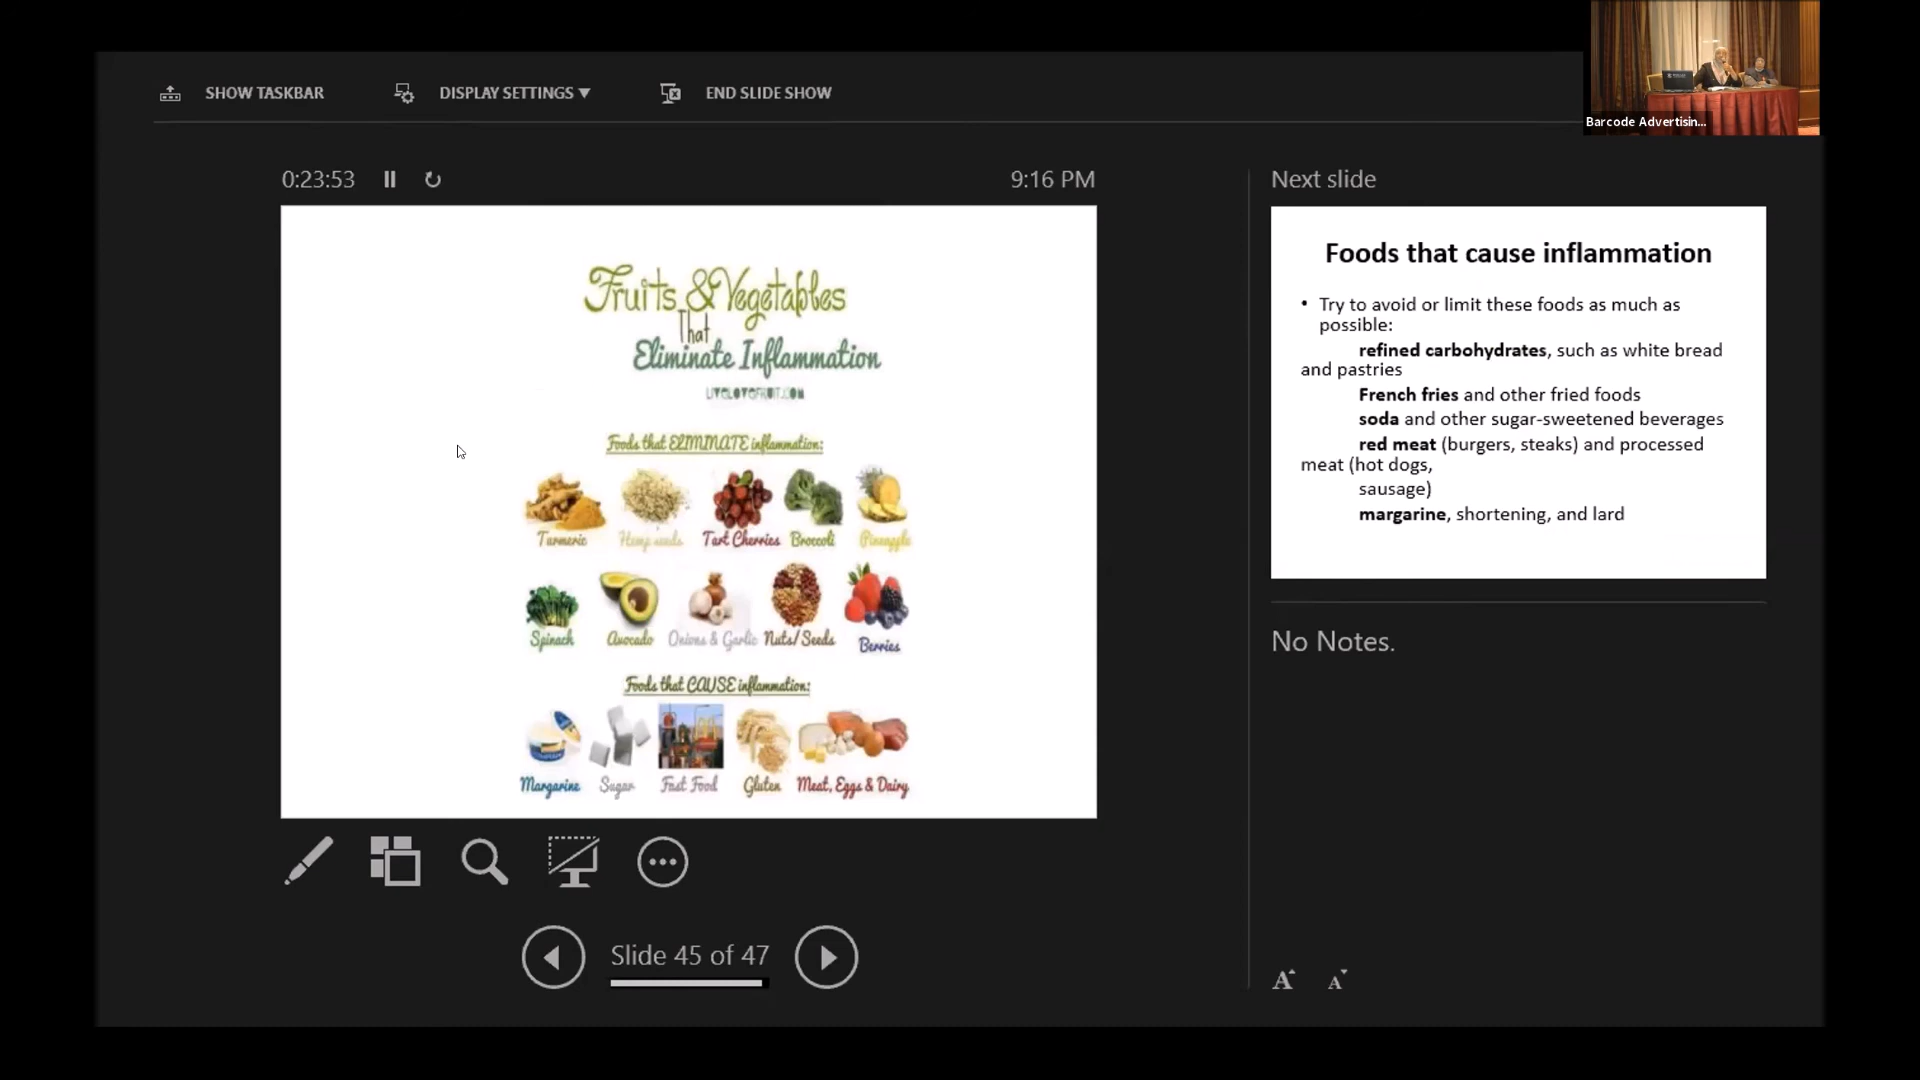 SHOW TASKBAR
DISPLAY SETTINGS ▼
END SLIDE SHOW
Barcode Advertisin...
0:23:53
9:16 PM
Fruits & Vegetables
That
Eliminate Inflammation
LIVELOVEFRUIT.COM
Foods that ELIMINATE inflammation:
Turmeric Hemp seeds Tart Cherries Broccoli Pineapple
Spinach Avocado Onions & Garlic Nuts/Seeds Berries
Foods that CAUSE inflammation:
Margarine Sugar Fast Food Gluten Meat, Eggs & Dairy
Slide 45 of 47
Next slide
Foods that cause inflammation
• Try to avoid or limit these foods as much as
possible:
refined carbohydrates, such as white bread
and pastries
French fries and other fried foods
soda and other sugar-sweetened beverages
red meat (burgers, steaks) and processed
meat (hot dogs,
sausage)
margarine, shortening, and lard
No Notes.
A A